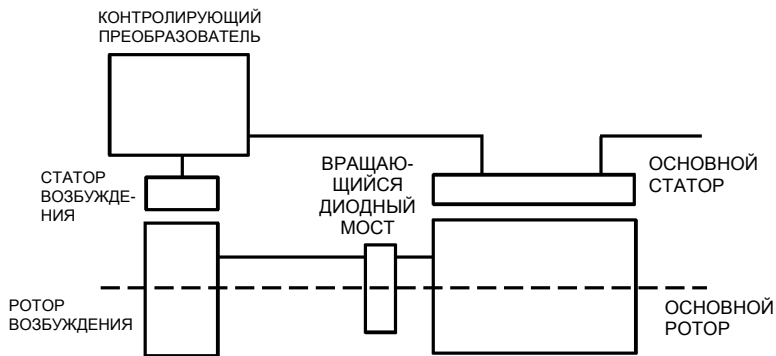 КОНТРОЛИРУЮЩИЙ
ПРЕОБРАЗОВАТЕЛЬ
СТАТОР
ВОЗБУЖДЕ-
НИЯ
ВРАЩАЮ-
ЩИЙСЯ
ДИОДНЫЙ
МОСТ
ОСНОВНОЙ
СТАТОР
РОТОР
ВОЗБУЖДЕНИЯ
ОСНОВНОЙ
РОТОР